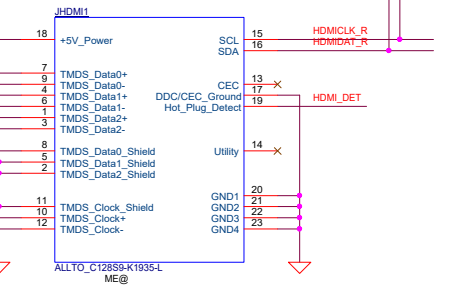 JHDMI1
18 +5V_Power
SCL 15 HDMICLK_R
SDA 16 HDMIDAT_R
7 TMDS_Data0+
9 TMDS_Data0-
4 TMDS_Data1+
6 TMDS_Data1-
1 TMDS_Data2+
3 TMDS_Data2-
CEC 13
DDC/CEC_Ground 17
Hot_Plug_Detect 19 HDMI_DET
8 TMDS_Data0_Shield
5 TMDS_Data1_Shield
2 TMDS_Data2_Shield
Utility 14
11 TMDS_Clock_Shield
10 TMDS_Clock+
12 TMDS_Clock-
GND1 20
GND2 21
GND3 22
GND4 23
ALLTO_C128S9-K1935-L
ME@